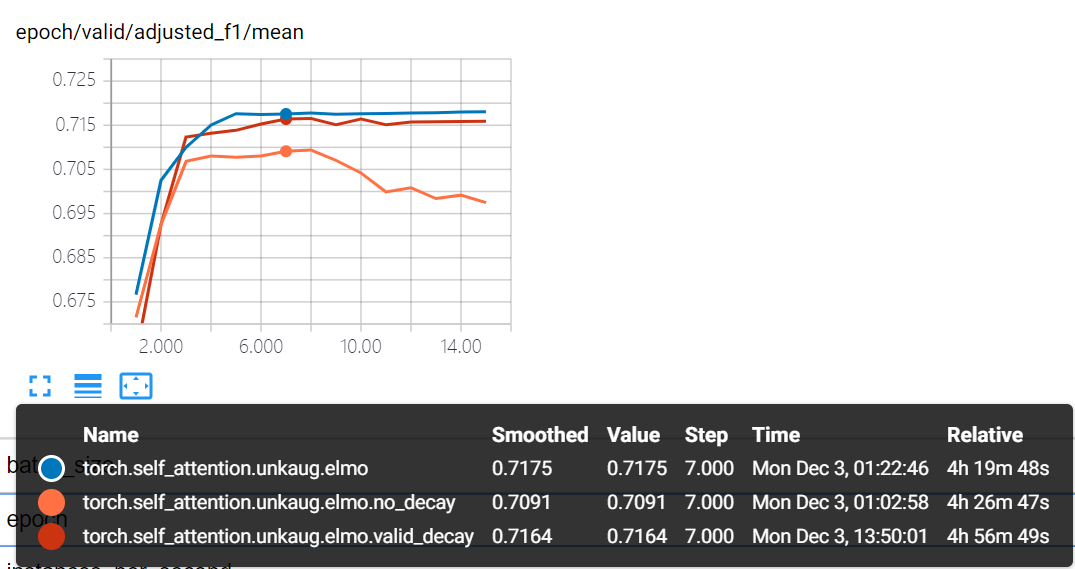 epoch/valid/adjusted_f1/mean
0.725
0.715
0.705
0.695
0.685
0.675
2.000 6.000 10.00 14.00
Name Smoothed Value Step Time Relative
torch.self_attention.unkaug.elmo 0.7175 0.7175 7.000 Mon Dec 3, 01:22:46 4h 19m 48s
torch.self_attention.unkaug.elmo.no_decay 0.7091 0.7091 7.000 Mon Dec 3, 01:02:58 4h 26m 47s
torch.self_attention.unkaug.elmo.valid_decay 0.7164 0.7164 7.000 Mon Dec 3, 13:50:01 4h 56m 49s
epoch